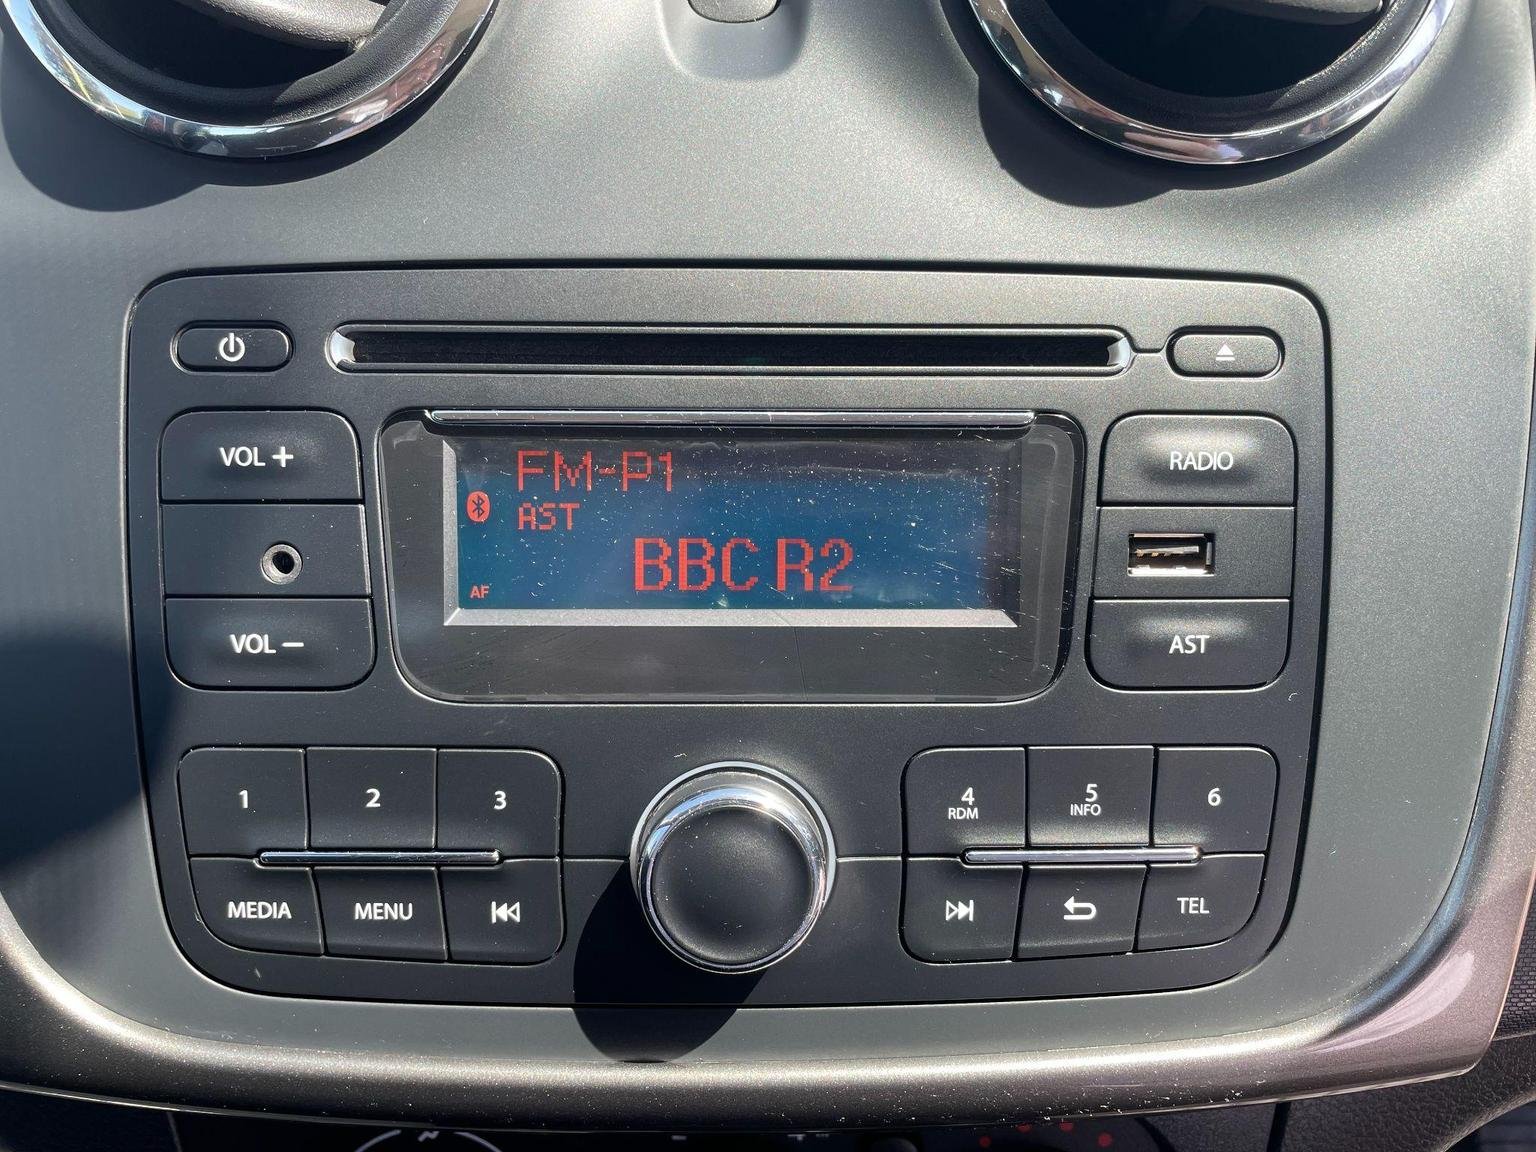 VOL +
VOL −
FM-P1
AST
AF
BBC R2
RADIO
AST
1
2
3
4
RDM
5
INFO
6
MEDIA
MENU
TEL